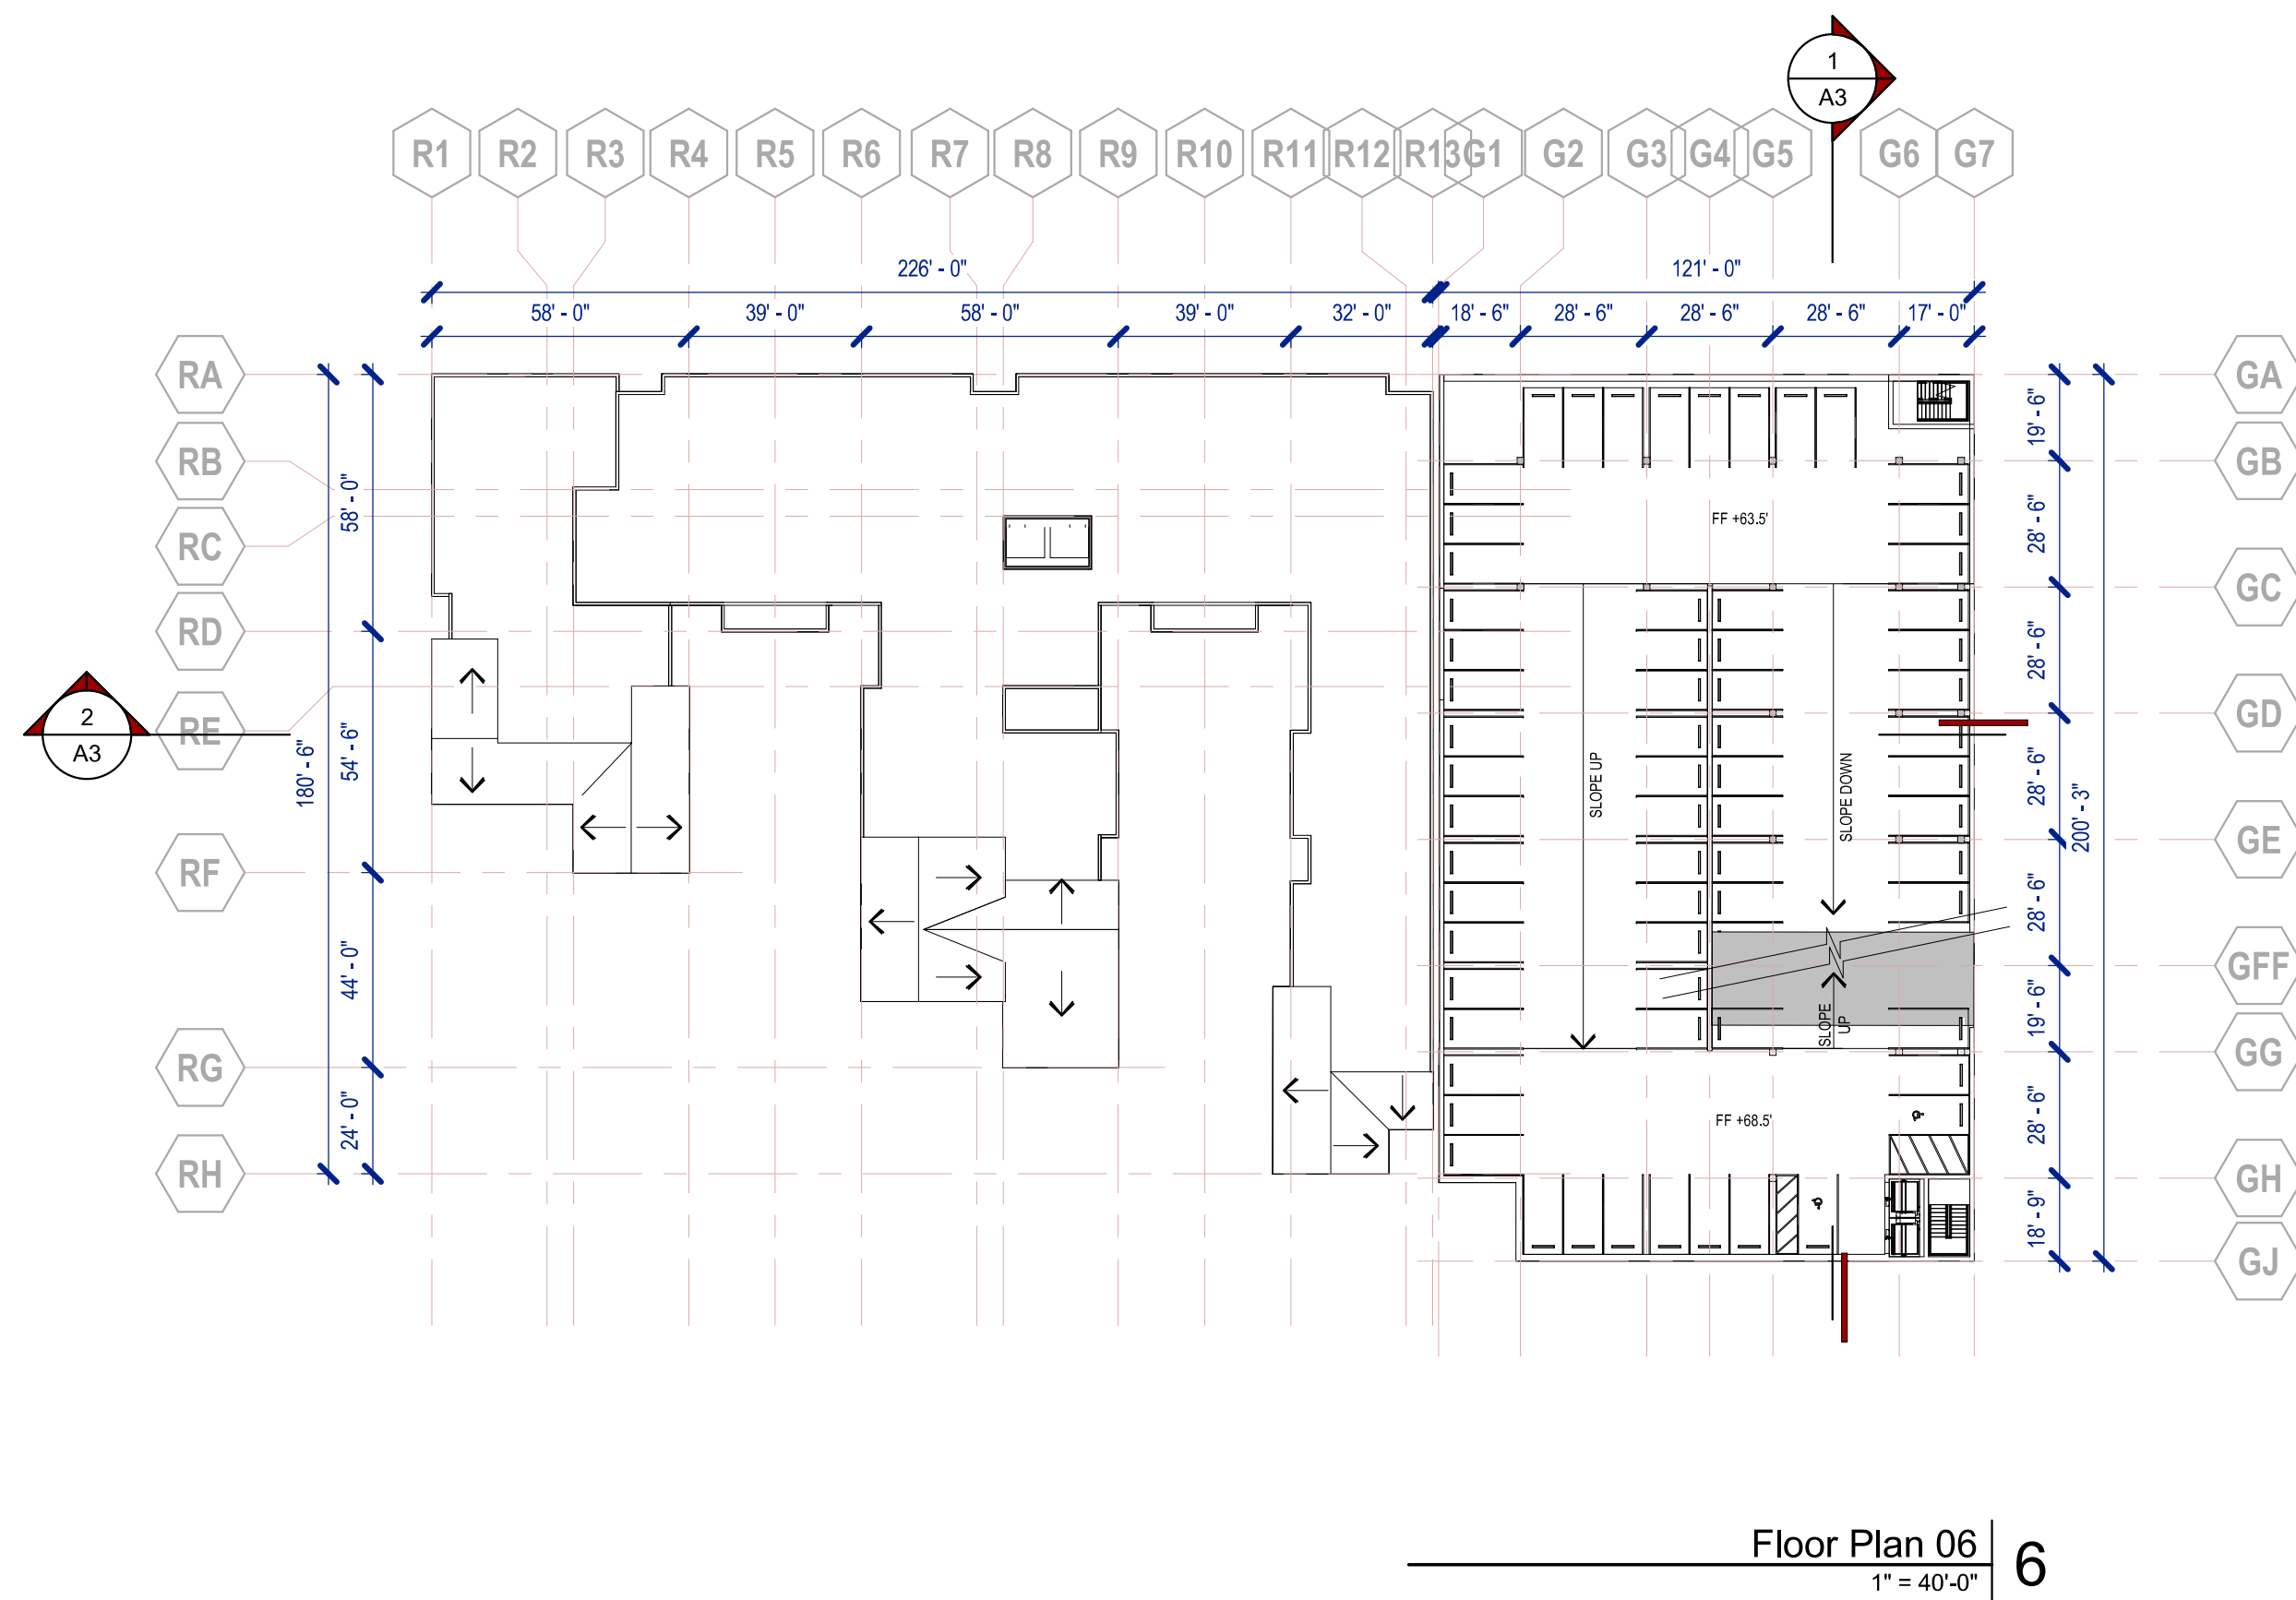 1
A3
R1 R2 R3 R4 R5 R6 R7 R8 R9 R10 R11 R12 R13 G1 G2 G3 G4 G5 G6 G7
226' - 0" 121' - 0"
58' - 0" 39' - 0" 58' - 0" 39' - 0" 32' - 0" 18' - 6" 28' - 6" 28' - 6" 28' - 6" 17' - 0"
RA
RB
RC
RD
RE
RF
RG
RH
2
A3
180' - 6"
58' - 0"
54' - 6"
44' - 0"
24' - 0"
FF +63.5'
SLOPE UP
SLOPE DOWN
SLOPE
UP
FF +68.5'
19' - 6"
28' - 6"
28' - 6"
28' - 6"
28' - 6"
19' - 6"
28' - 6"
18' - 9"
200' - 3"
GA
GB
GC
GD
GE
GFF
GG
GH
GJ
Floor Plan 06
1" = 40'-0"
6